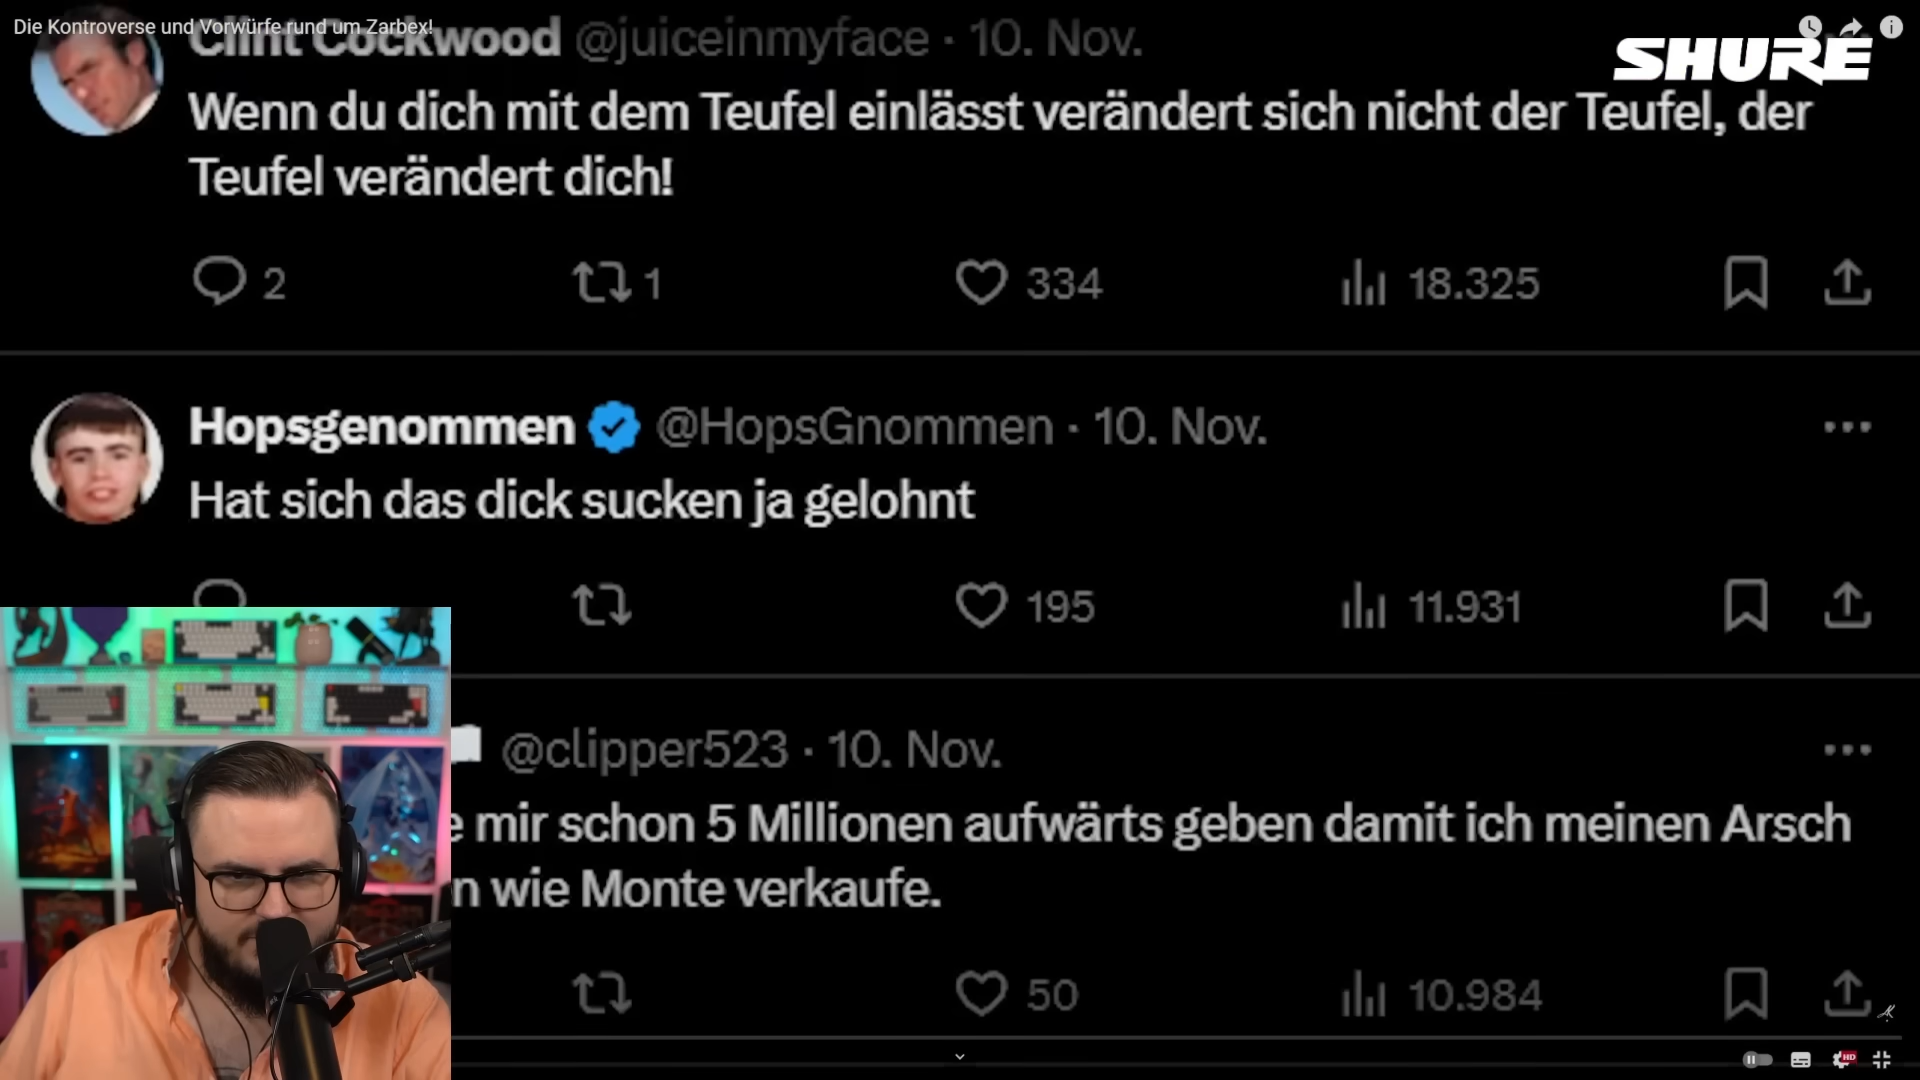 Die Kontroverse und Vorwürfe rund um Zarbex!
Clint Cockwood @juiceinmyface · 10. Nov.
SHURE
Wenn du dich mit dem Teufel einlässt verändert sich nicht der Teufel, der
Teufel verändert dich!
2 1 334 18.325
Hopsgenommen @HopsGnommen · 10. Nov.
Hat sich das dick sucken ja gelohnt
195 11.931
@clipper523 · 10. Nov.
e mir schon 5 Millionen aufwärts geben damit ich meinen Arsch
n wie Monte verkaufe.
50 10.984
HD